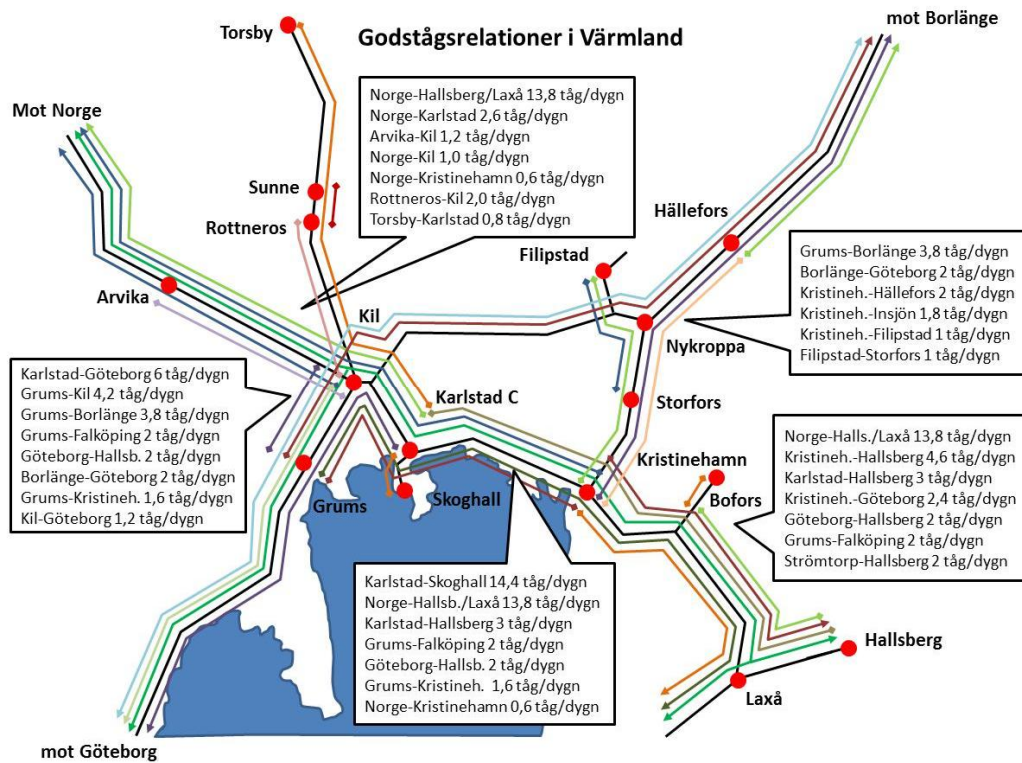 Godstågsrelationer i Värmland
Torsby
mot Borlänge
Mot Norge
Norge-Hallsberg/Laxå 13,8 tåg/dygn
Norge-Karlstad 2,6 tåg/dygn
Arvika-Kil 1,2 tåg/dygn
Norge-Kil 1,0 tåg/dygn
Norge-Kristinehamn 0,6 tåg/dygn
Rottneros-Kil 2,0 tåg/dygn
Torsby-Karlstad 0,8 tåg/dygn
Sunne
Rottneros
Hällefors
Filipstad
Arvika
Kil
Nykroppa
Grums-Borlänge 3,8 tåg/dygn
Borlänge-Göteborg 2 tåg/dygn
Kristineh.-Hällefors 2 tåg/dygn
Kristineh.-Insjön 1,8 tåg/dygn
Kristineh.-Filipstad 1 tåg/dygn
Filipstad-Storfors 1 tåg/dygn
Karlstad-Göteborg 6 tåg/dygn
Grums-Kil 4,2 tåg/dygn
Grums-Borlänge 3,8 tåg/dygn
Grums-Falköping 2 tåg/dygn
Göteborg-Hallsb. 2 tåg/dygn
Borlänge-Göteborg 2 tåg/dygn
Grums-Kristineh. 1,6 tåg/dygn
Kil-Göteborg 1,2 tåg/dygn
Karlstad C
Storfors
Kristinehamn
Bofors
Grums
Skoghall
Norge-Halls./Laxå 13,8 tåg/dygn
Kristineh.-Hallsberg 4,6 tåg/dygn
Karlstad-Hallsberg 3 tåg/dygn
Kristineh.-Göteborg 2,4 tåg/dygn
Göteborg-Hallsberg 2 tåg/dygn
Grums-Falköping 2 tåg/dygn
Strömtorp-Hallsberg 2 tåg/dygn
Karlstad-Skoghall 14,4 tåg/dygn
Norge-Hallsb./Laxå 13,8 tåg/dygn
Karlstad-Hallsberg 3 tåg/dygn
Grums-Falköping 2 tåg/dygn
Göteborg-Hallsb. 2 tåg/dygn
Grums-Kristineh. 1,6 tåg/dygn
Norge-Kristinehamn 0,6 tåg/dygn
Hallsberg
Laxå
mot Göteborg